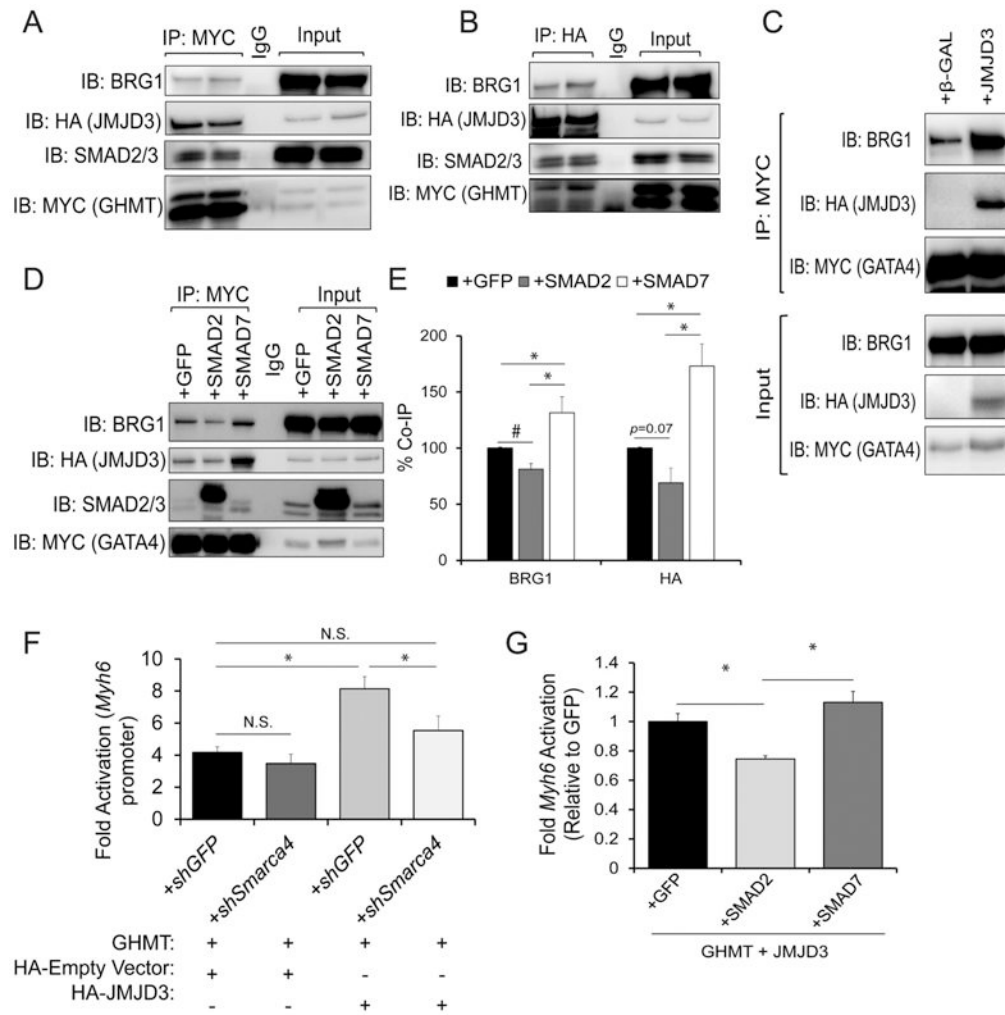 A
IP: MYC
IgG
Input
IB: BRG1
IB: HA (JMJD3)
IB: SMAD2/3
IB: MYC (GHMT)
B
IP: HA
IgG
Input
IB: BRG1
IB: HA (JMJD3)
IB: SMAD2/3
IB: MYC (GHMT)
C
+β-GAL
+JMJD3
IP: MYC
IB: BRG1
IB: HA (JMJD3)
IB: MYC (GATA4)
Input
IB: BRG1
IB: HA (JMJD3)
IB: MYC (GATA4)
D
IP: MYC
Input
+GFP
+SMAD2
+SMAD7
IgG
+GFP
+SMAD2
+SMAD7
IB: BRG1
IB: HA (JMJD3)
IB: SMAD2/3
IB: MYC (GATA4)
E
+GFP +SMAD2 +SMAD7
% Co-IP
200
150
100
50
0
*
*
#
*
*
p=0.07
BRG1
HA
F
Fold Activation (Myh6 promoter)
10
8
6
4
2
0
N.S.
*
*
N.S.
+shGFP
+shSmarca4
+shGFP
+shSmarca4
GHMT: + + + +
HA-Empty Vector: + + - -
HA-JMJD3: - - + +
G
Fold Myh6 Activation
(Relative to GFP)
1.4
1.2
1
0.8
0.6
0.4
0.2
0
*
*
+GFP
+SMAD2
+SMAD7
GHMT + JMJD3